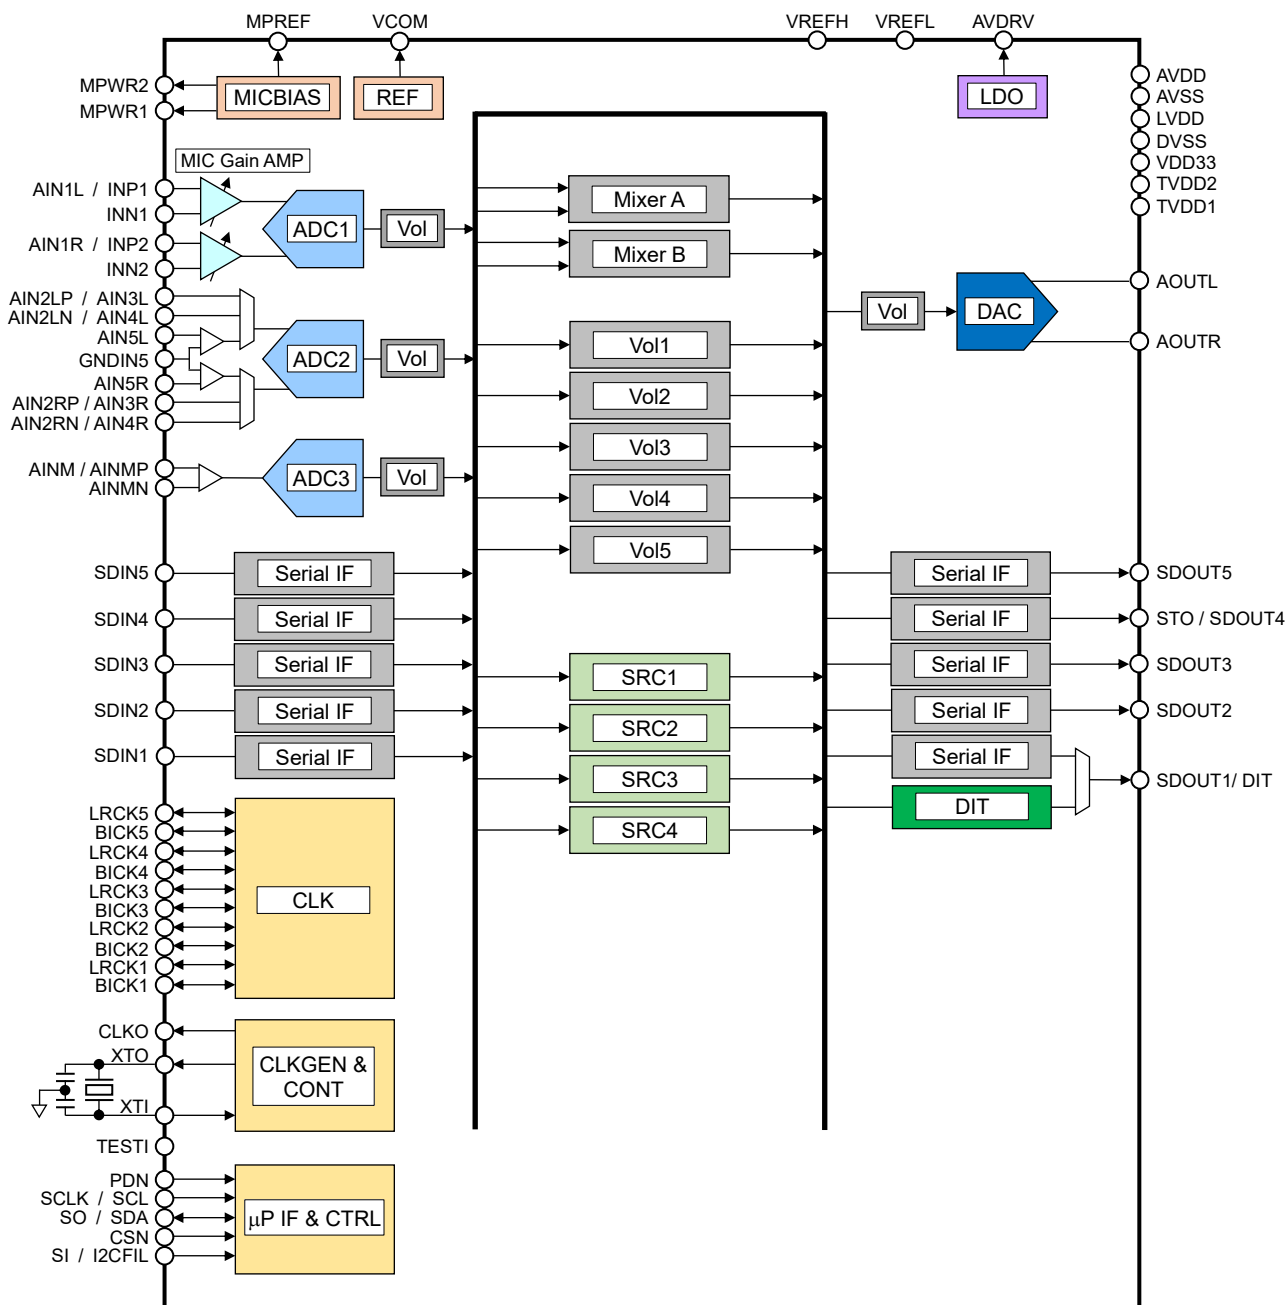 MPREF
VCOM
VREFH
VREFL
AVDRV
MPWR2
MPWR1
MICBIAS
REF
LDO
AVDD
AVSS
LVDD
DVSS
VDD33
TVDD2
TVDD1
MIC Gain AMP
AIN1L / INP1
INN1
AIN1R / INP2
INN2
ADC1
Vol
Mixer A
Mixer B
AIN2LP / AIN3L
AIN2LN / AIN4L
AIN5L
GNDIN5
AIN5R
AIN2RP / AIN3R
AIN2RN / AIN4R
ADC2
Vol
Vol1
Vol2
Vol3
Vol4
Vol5
Vol
DAC
AOUTL
AOUTR
AINM / AINMP
AINMN
ADC3
Vol
SDIN5
Serial IF
SDIN4
Serial IF
SDIN3
Serial IF
SDIN2
Serial IF
SDIN1
Serial IF
SRC1
SRC2
SRC3
SRC4
Serial IF
SDOUT5
Serial IF
STO / SDOUT4
Serial IF
SDOUT3
Serial IF
SDOUT2
Serial IF
DIT
SDOUT1/ DIT
LRCK5
BICK5
LRCK4
BICK4
LRCK3
BICK3
LRCK2
BICK2
LRCK1
BICK1
CLK
CLKO
XTO
XTI
CLKGEN &
CONT
TESTI
PDN
SCLK / SCL
SO / SDA
CSN
SI / I2CFIL
µP IF & CTRL